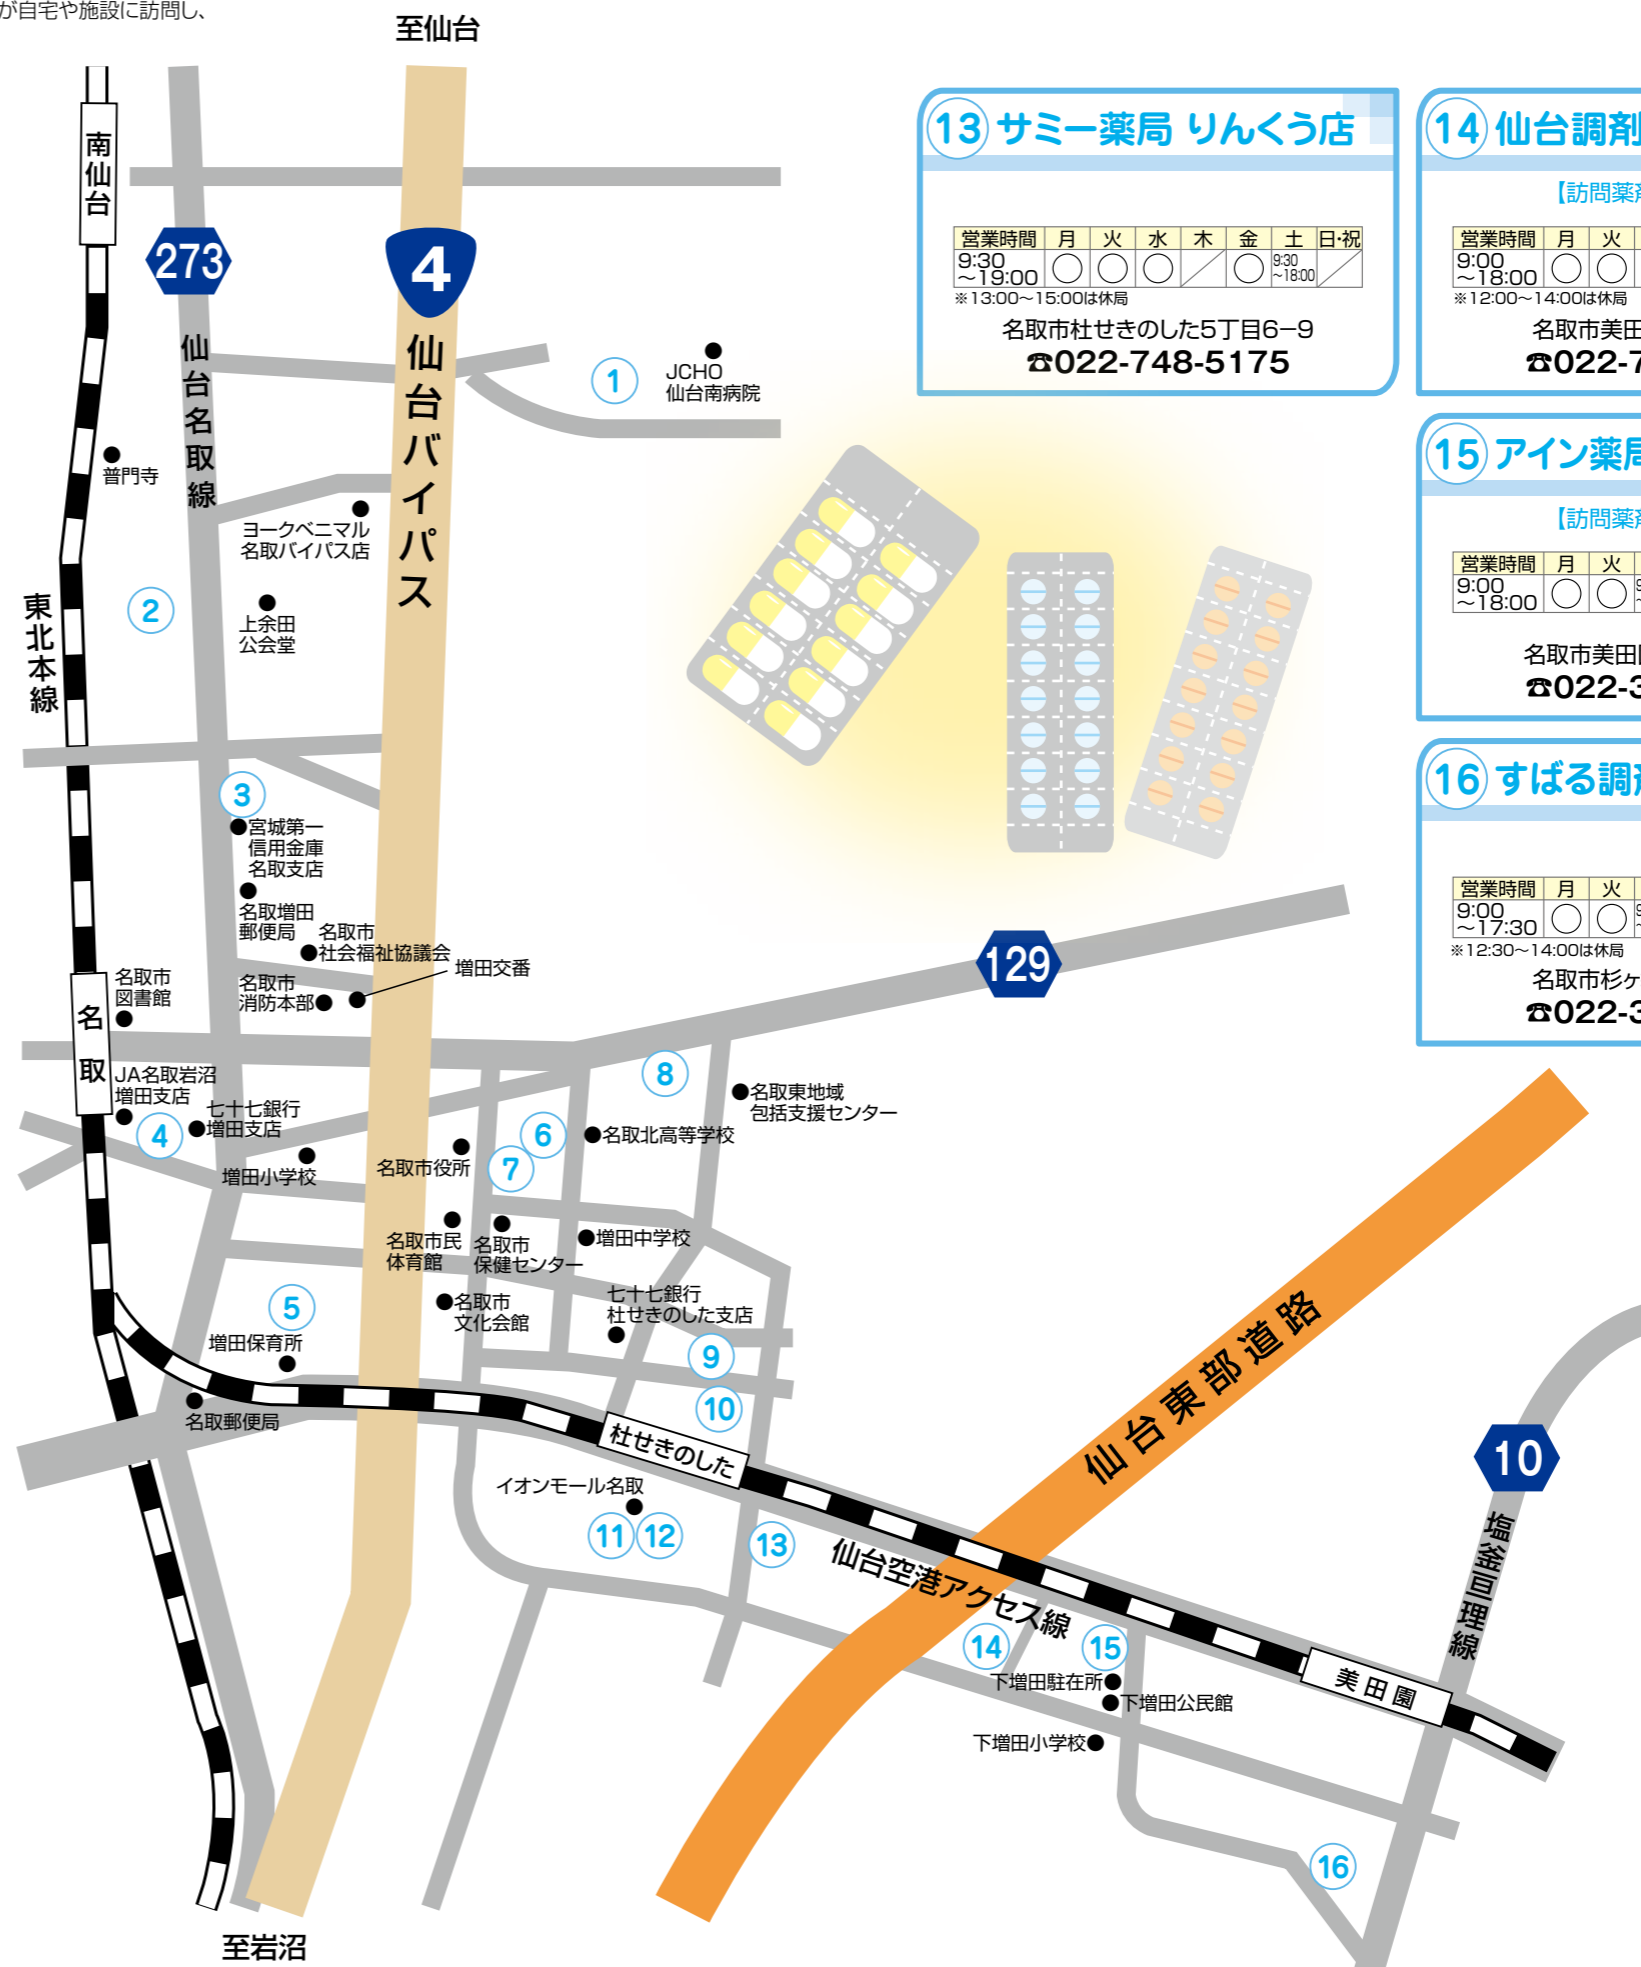 が自宅や施設に訪問し、
至仙台
南仙台
273
仙台名取線
4
仙台バイパス
1
JCHO
仙台南病院
普門寺
ヨークベニマル
名取バイパス店
2
上余田
公会堂
東北本線
3
宮城第一
信用金庫
名取支店
名取増田
郵便局
名取市
社会福祉協議会
増田交番
名取市
消防本部
名取市
図書館
名取
129
JA名取岩沼
増田支店
4
七十七銀行
増田支店
増田小学校
名取市役所
6
7
8
名取北高等学校
名取東地域
包括支援センター
名取市民
体育館
名取市
保健センター
増田中学校
5
増田保育所
名取市
文化会館
七十七銀行
杜せきのした支店
9
10
名取郵便局
杜せきのした
イオンモール名取
11
12
13
仙台空港アクセス線
仙台東部道路
14
15
下増田駐在所
下増田公民館
下増田小学校
美田園
10
塩釜亘理線
16
至岩沼
13 サミー薬局 りんくう店
営業時間 月 火 水 木 金 土 日・祝
9:30 ～19:00 ○ ○ ○ ／ ○ 9:30～18:00 ／
※13:00～15:00は休局
名取市杜せきのした5丁目6−9
☎022-748-5175
14 仙台調剤
【訪問薬剤
営業時間 月 火
9:00 ～18:00 ○ ○
※12:00～14:00は休局
名取市美田
☎022-7
15 アイン薬局
【訪問薬剤
営業時間 月 火
9:00 ～18:00 ○ ○
名取市美田
☎022-3
16 すばる調剤
営業時間 月 火
9:00 ～17:30 ○ ○
※12:30～14:00は休局
名取市杉ヶ
☎022-3